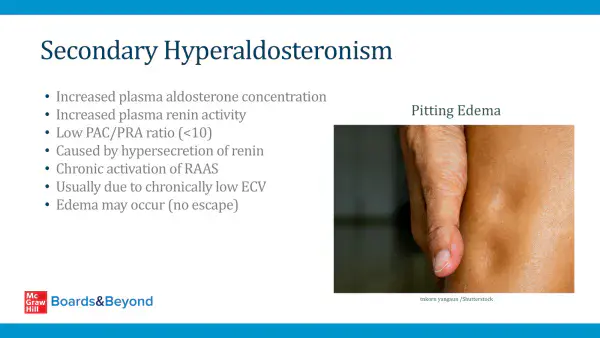 Secondary Hyperaldosteronism
• Increased plasma aldosterone concentration
• Increased plasma renin activity
• Low PAC/PRA ratio (<10)
• Caused by hypersecretion of renin
• Chronic activation of RAAS
• Usually due to chronically low ECV
• Edema may occur (no escape)
Pitting Edema
Mc
Graw
Hill
Boards&Beyond